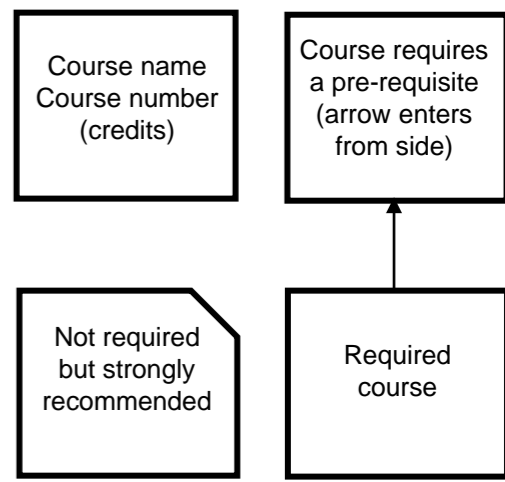 Course name
Course number
(credits)
Course requires
a pre-requisite
(arrow enters
from side)
Not required
but strongly
recommended
Required
course